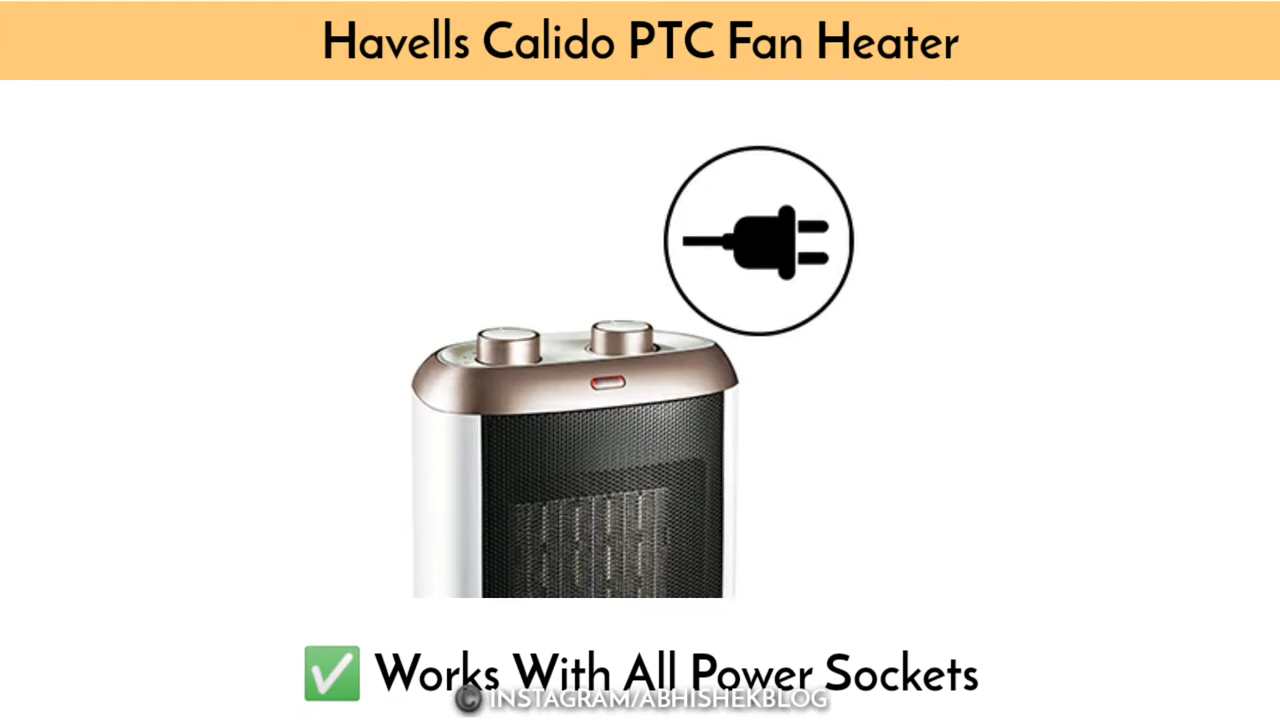 Havells Calido PTC Fan Heater
✅ Works With All Power Sockets
© INSTAGRAM/ABHISHEKBLOG